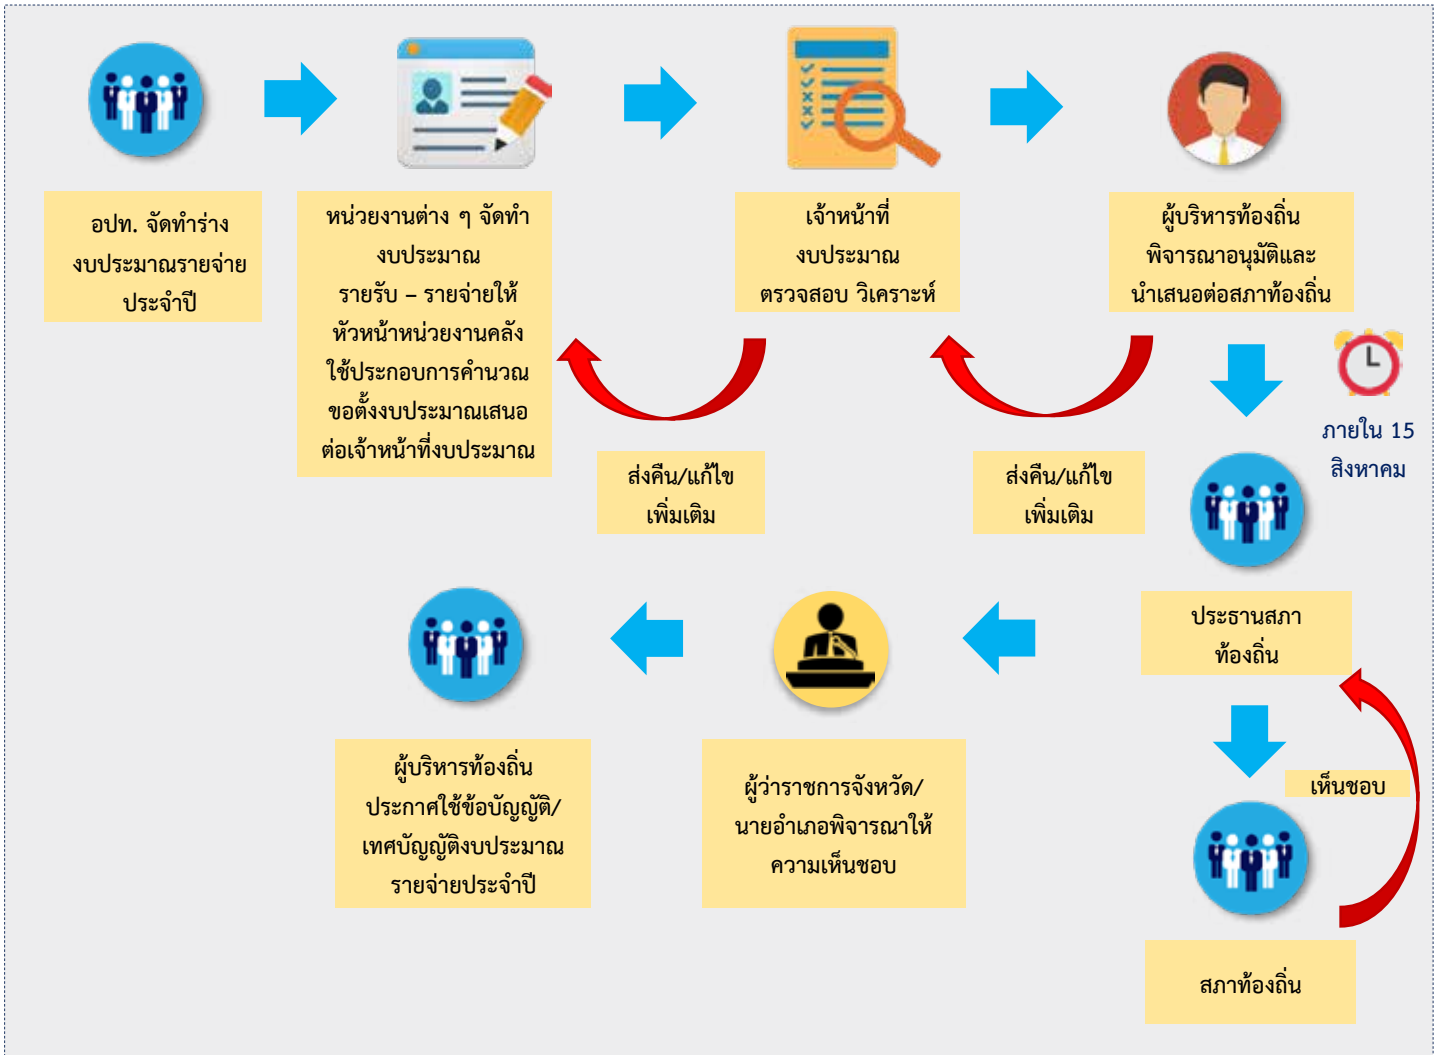 อปท. จัดทำร่าง
งบประมาณรายจ่าย
ประจำปี
หน่วยงานต่าง ๆ จัดทำ
งบประมาณ
รายรับ – รายจ่ายให้
หัวหน้าหน่วยงานคลัง
ใช้ประกอบการคำนวณ
ขอตั้งงบประมาณเสนอ
ต่อเจ้าหน้าที่งบประมาณ
เจ้าหน้าที่
งบประมาณ
ตรวจสอบ วิเคราะห์
ผู้บริหารท้องถิ่น
พิจารณาอนุมัติและ
นำเสนอต่อสภาท้องถิ่น
ส่งคืน/แก้ไข
เพิ่มเติม
ส่งคืน/แก้ไข
เพิ่มเติม
ภายใน 15
สิงหาคม
ประธานสภา
ท้องถิ่น
เห็นชอบ
สภาท้องถิ่น
ผู้ว่าราชการจังหวัด/
นายอำเภอพิจารณาให้
ความเห็นชอบ
ผู้บริหารท้องถิ่น
ประกาศใช้ข้อบัญญัติ/
เทศบัญญัติงบประมาณ
รายจ่ายประจำปี